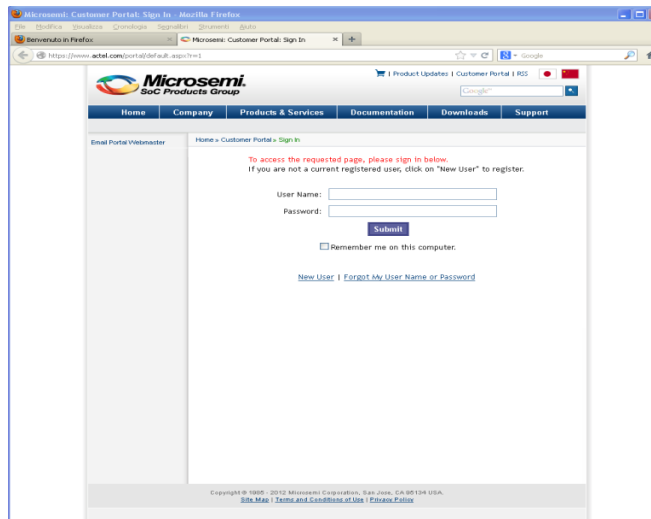 Microsemi: Customer Portal: Sign In - Mozilla Firefox
File Modifica Visualizza Cronologia Segnalibri Strumenti Aiuto
Benvenuto in Firefox × Microsemi: Customer Portal: Sign In × +
https://www.actel.com/portal/default.aspx?r=1 Google
Microsemi. | Product Updates | Customer Portal | RSS
SoC Products Group Google™
Home Company Products & Services Documentation Downloads Support
Email Portal Webmaster Home » Customer Portal » Sign In
To access the requested page, please sign in below.
If you are not a current registered user, click on "New User" to register.
User Name:
Password:
Submit
Remember me on this computer.
New User | Forgot My User Name or Password
Copyright © 1995 - 2012 Microsemi Corporation, San Jose, CA 95134 USA.
Site Map | Terms and Conditions of Use | Privacy Policy